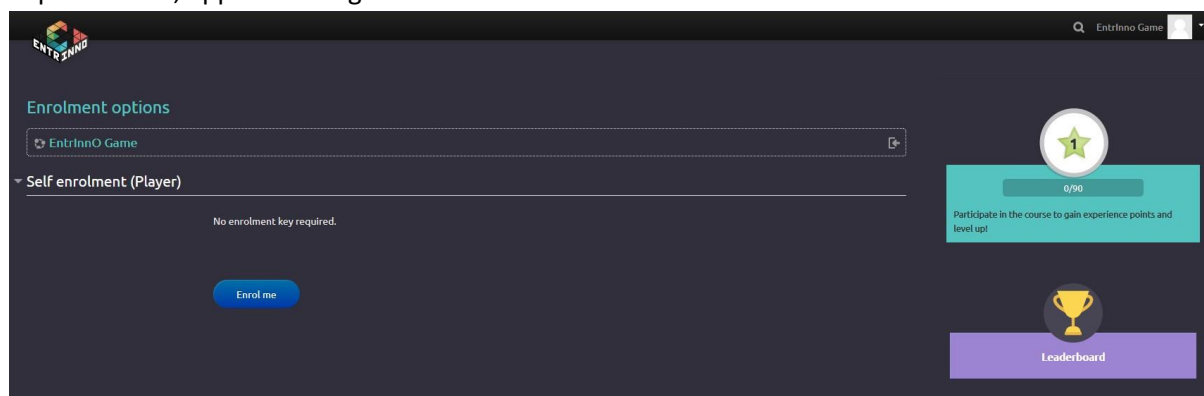 ENTRINNO
EntrInno Game
Enrolment options
EntrInnO Game
Self enrolment (Player)
No enrolment key required.
Enrol me
1
0/90
Participate in the course to gain experience points and
level up!
Leaderboard